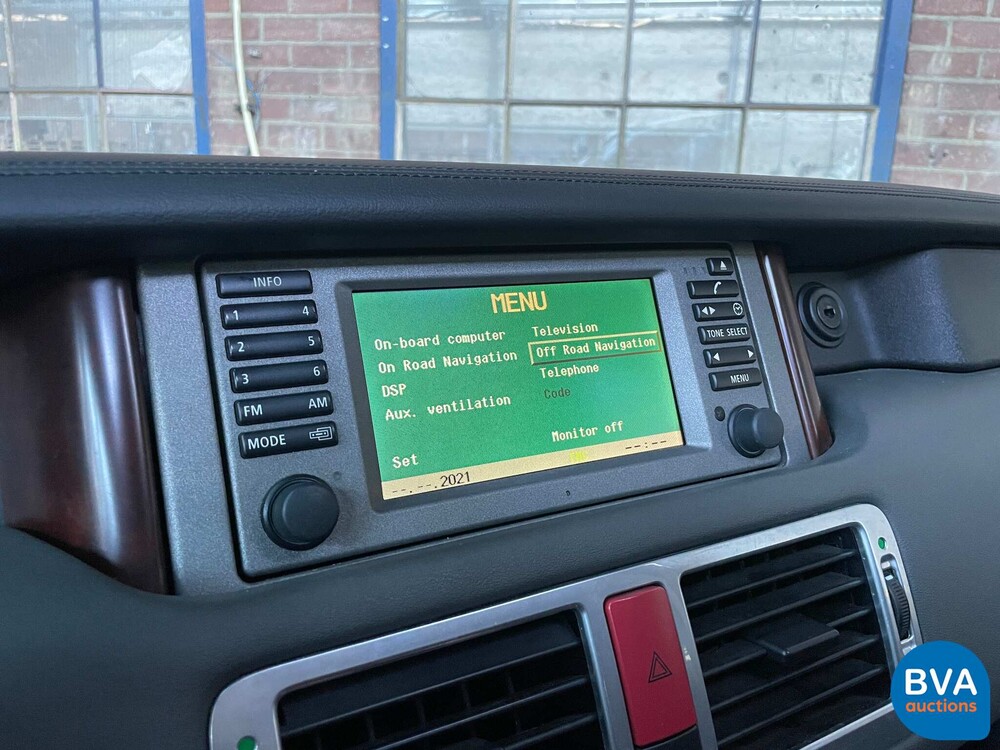 INFO
1 4
2 5
3 6
FM AM
MODE
MENU
On-board computer
On Road Navigation
DSP
Aux. ventilation
Set
Television
Off Road Navigation
Telephone
Code
Monitor off
--.--.2021
--:--
TONE SELECT
MENU
BVA
auctions